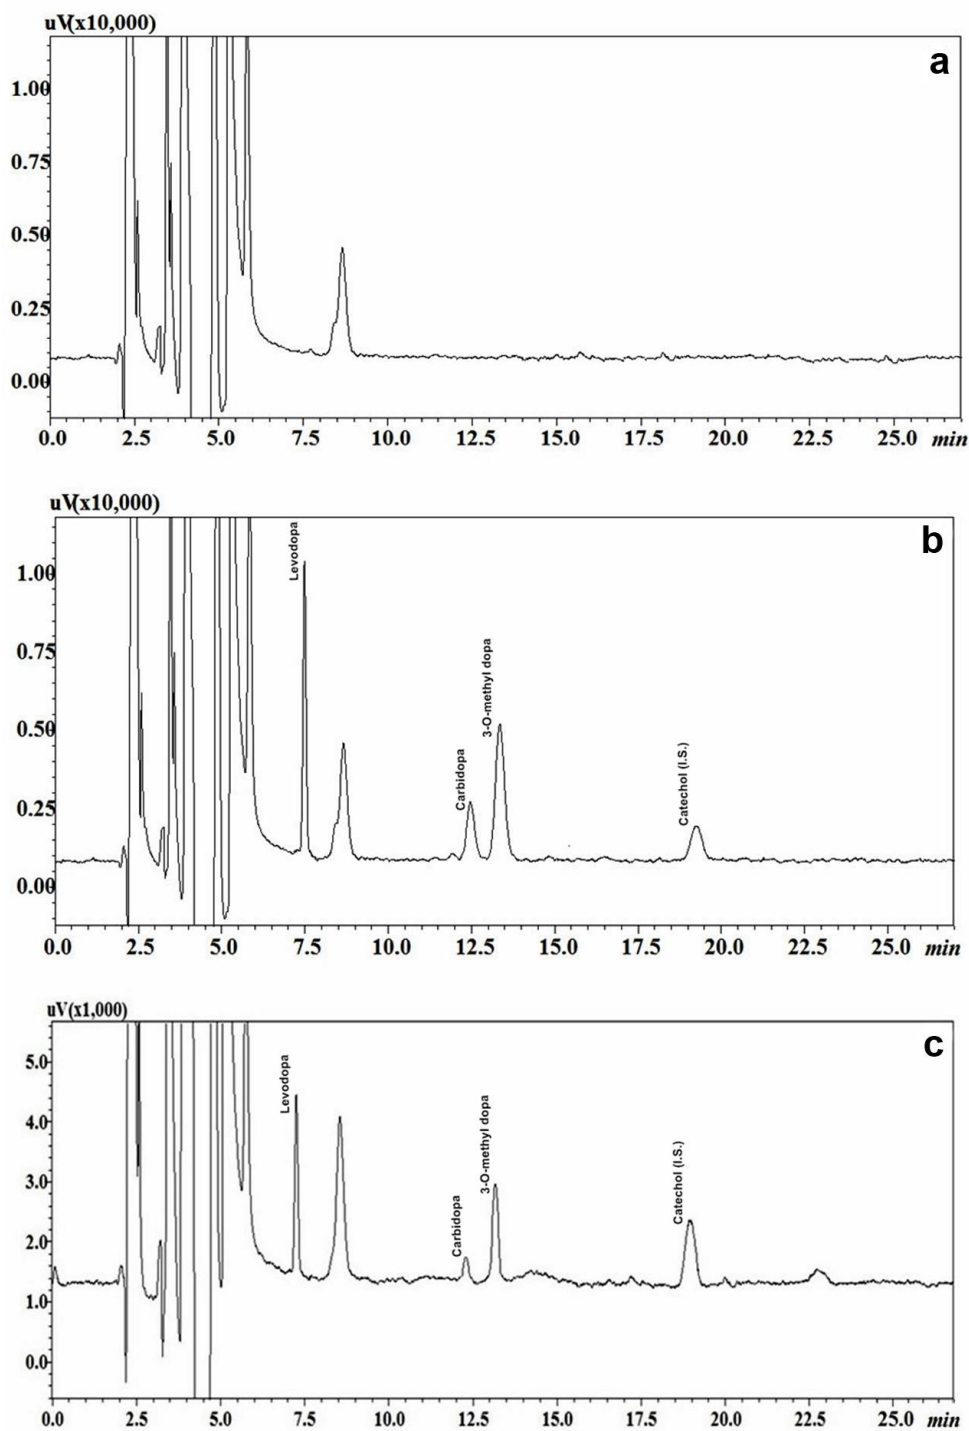 uV(x10,000)
a
1.00
0.75
0.50
0.25
0.00
0.0 2.5 5.0 7.5 10.0 12.5 15.0 17.5 20.0 22.5 25.0 min
uV(x10,000)
b
Levodopa
1.00
0.75
3-O-methyl dopa
0.50
Carbidopa
Catechol (I.S.)
0.25
0.00
0.0 2.5 5.0 7.5 10.0 12.5 15.0 17.5 20.0 22.5 25.0 min
uV(x1,000)
c
5.0
Levodopa
4.0
3-O-methyl dopa
3.0
Catechol (I.S.)
Carbidopa
2.0
1.0
0.0
0.0 2.5 5.0 7.5 10.0 12.5 15.0 17.5 20.0 22.5 25.0 min